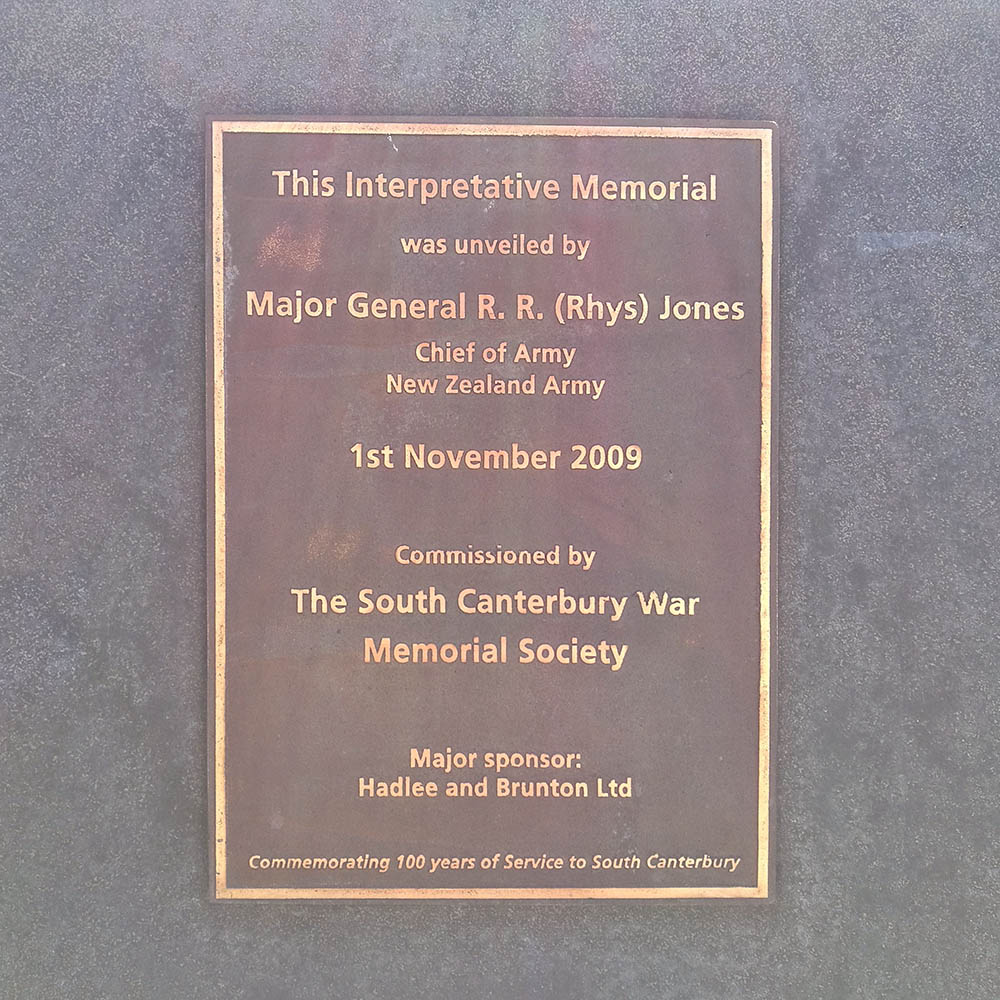 This Interpretative Memorial
was unveiled by
Major General R. R. (Rhys) Jones
Chief of Army
New Zealand Army
1st November 2009
Commissioned by
The South Canterbury War
Memorial Society
Major sponsor:
Hadlee and Brunton Ltd
Commemorating 100 years of Service to South Canterbury